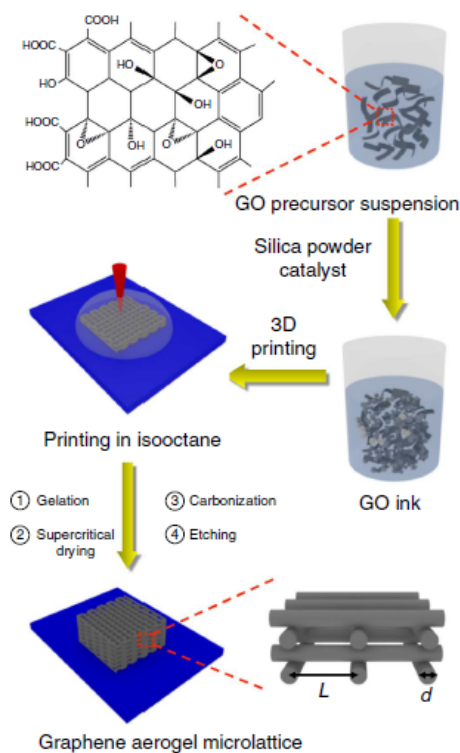 COOH
HOOC
O
HO
HO
OH
HOOC
O
OH
O
OH
HOOC
GO precursor suspension
Silica powder
catalyst
3D
printing
Printing in isooctane
GO ink
① Gelation
③ Carbonization
② Supercritical
drying
④ Etching
L
d
Graphene aerogel microlattice